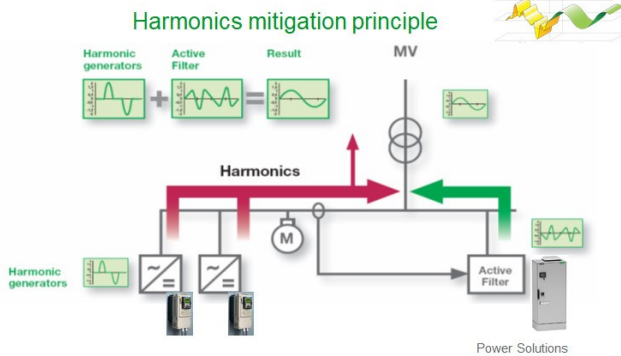 Harmonics mitigation principle
Harmonic
generators
Active
Filter
Result
MV
Harmonics
M
Harmonic
generators
Active
Filter
Power Solutions